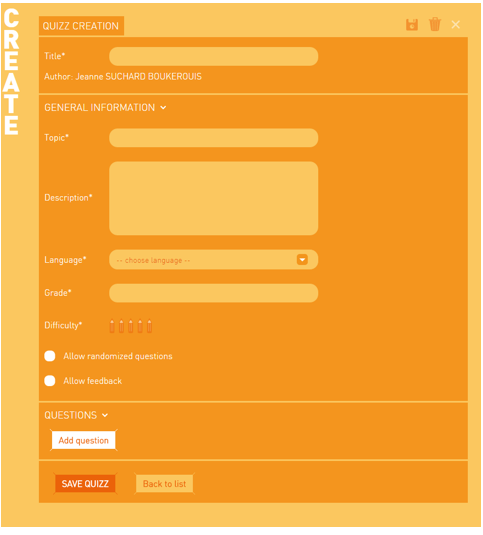 CREATE
QUIZZ CREATION
Title*
Author: Jeanne SUCHARD BOUKEROUIS
GENERAL INFORMATION
Topic*
Description*
Language*
-- choose language --
Grade*
Difficulty*
Allow randomized questions
Allow feedback
QUESTIONS
Add question
SAVE QUIZZ
Back to list